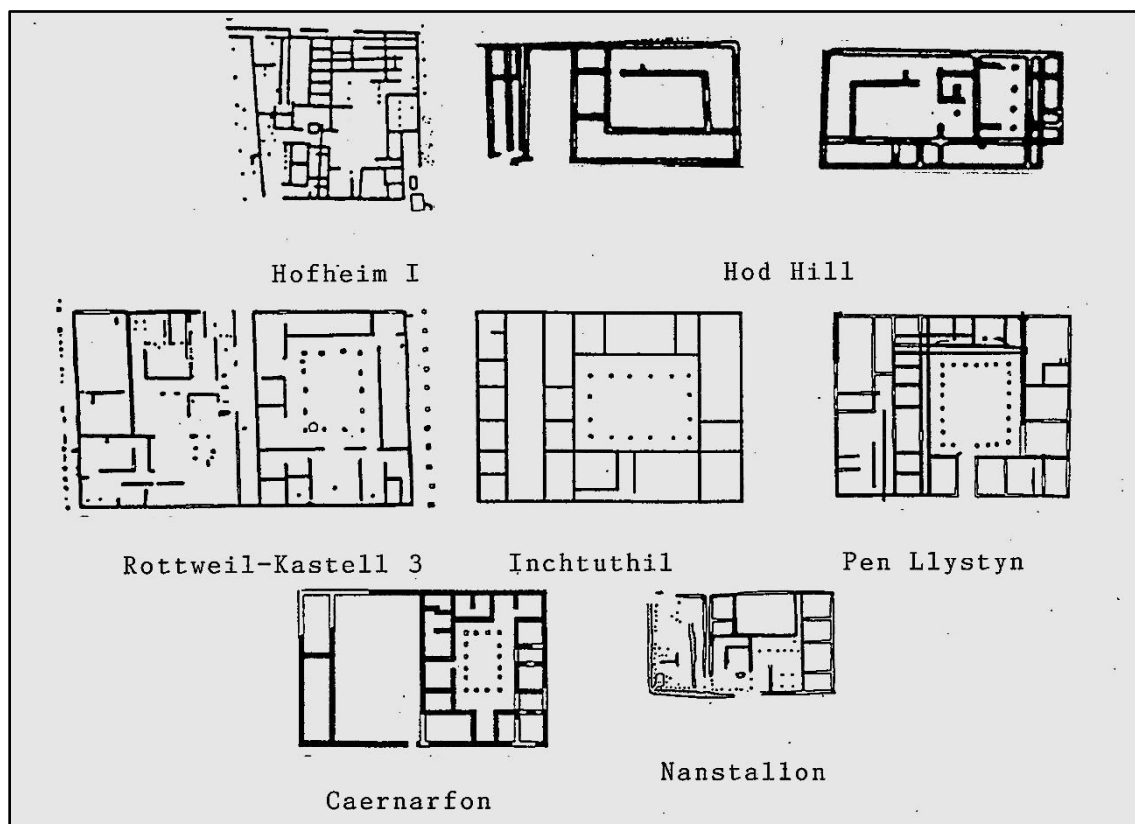 Hofheim I
Hod Hill
Rottweil-Kastell 3
Inchtuthil
Pen Llystyn
Caernarfon
Nanstallon